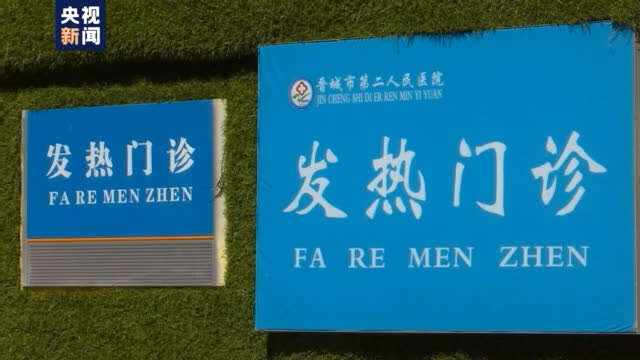 央视
新闻
发热门诊
FA RE MEN ZHEN
晋城市第二人民医院
JIN CHENG SHI DI ER REN MIN YI YUAN
发热门诊
FA RE MEN ZHEN